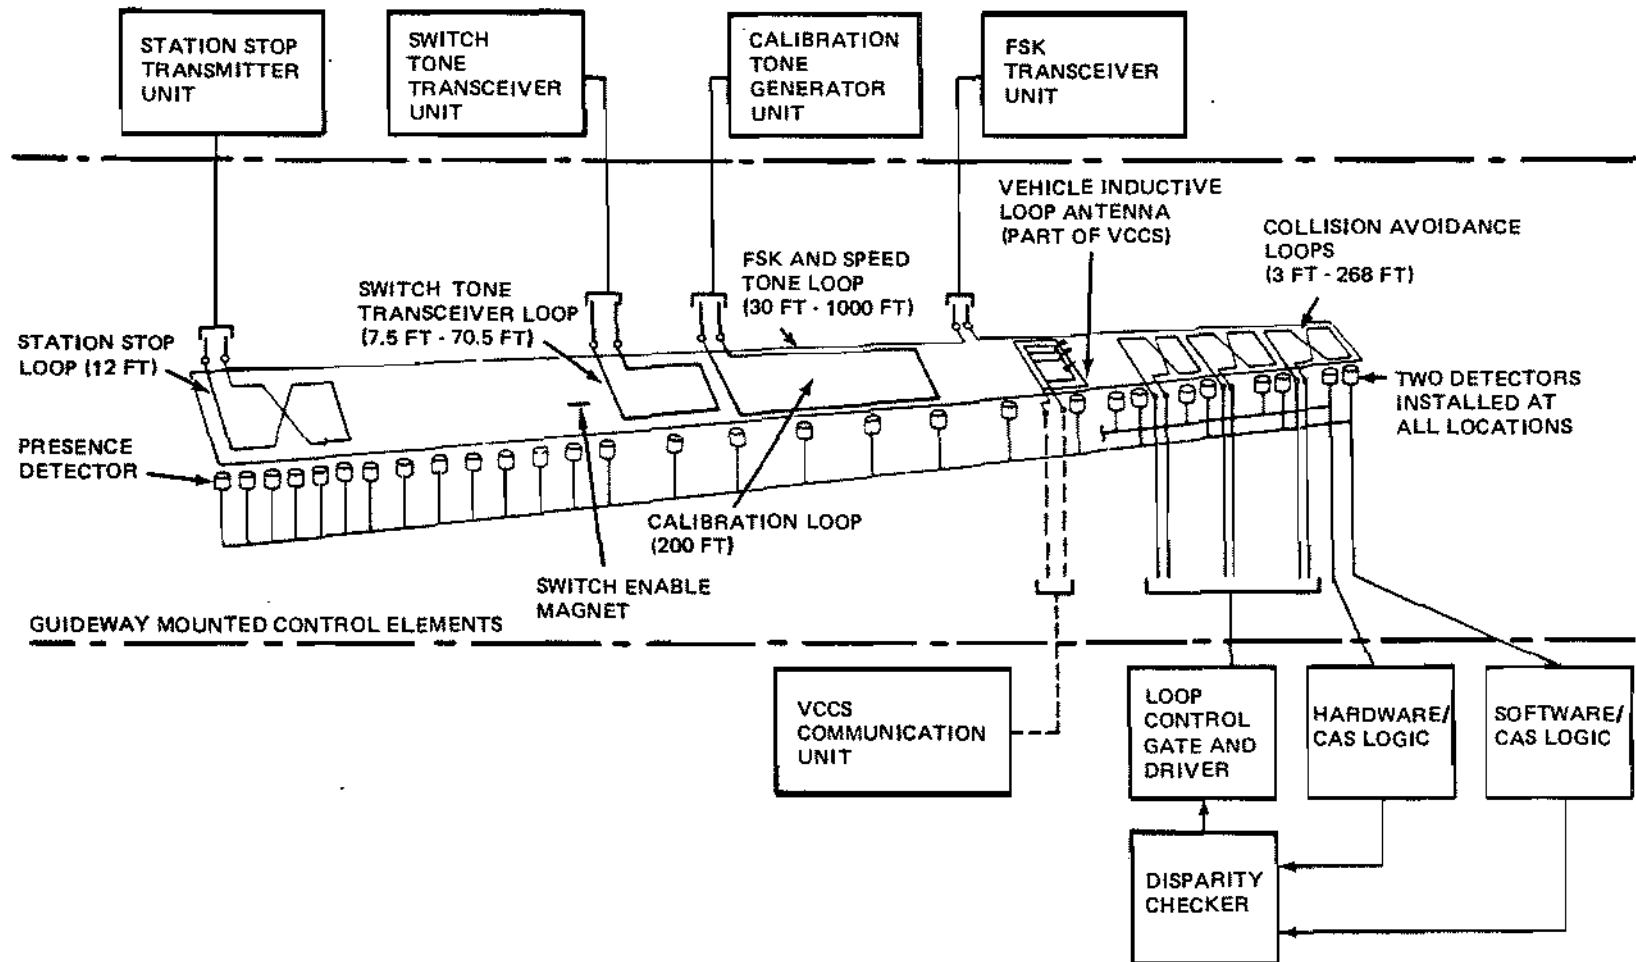 STATION STOP
TRANSMITTER
UNIT
SWITCH
TONE
TRANSCEIVER
UNIT
CALIBRATION
TONE
GENERATOR
UNIT
FSK
TRANSCEIVER
UNIT
VEHICLE INDUCTIVE
LOOP ANTENNA
(PART OF VCCS)
COLLISION AVOIDANCE
LOOPS
(3 FT - 268 FT)
FSK AND SPEED
TONE LOOP
(30 FT - 1000 FT)
SWITCH TONE
TRANSCEIVER LOOP
(7.5 FT - 70.5 FT)
STATION STOP
LOOP (12 FT)
TWO DETECTORS
INSTALLED AT
ALL LOCATIONS
PRESENCE
DETECTOR
CALIBRATION LOOP
(200 FT)
SWITCH ENABLE
MAGNET
GUIDEWAY MOUNTED CONTROL ELEMENTS
VCCS
COMMUNICATION
UNIT
LOOP
CONTROL
GATE AND
DRIVER
HARDWARE/
CAS LOGIC
SOFTWARE/
CAS LOGIC
DISPARITY
CHECKER